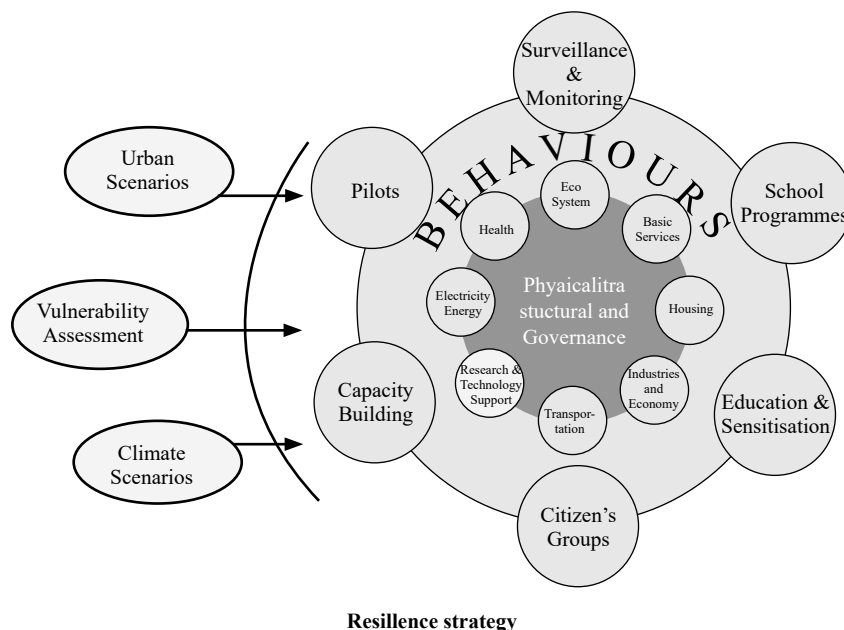 Surveillance
&
Monitoring
Urban
Scenarios
Pilots
BEHAVIOURS
School
Programmes
Eco
System
Health
Basic
Services
Vulnerability
Assessment
Electricity
Energy
Phyaicalitra
stuctural and
Governance
Housing
Research &
Technology
Support
Industries
and
Economy
Capacity
Building
Transpor-
tation
Education &
Sensitisation
Climate
Scenarios
Citizen’s
Groups
Resillence strategy